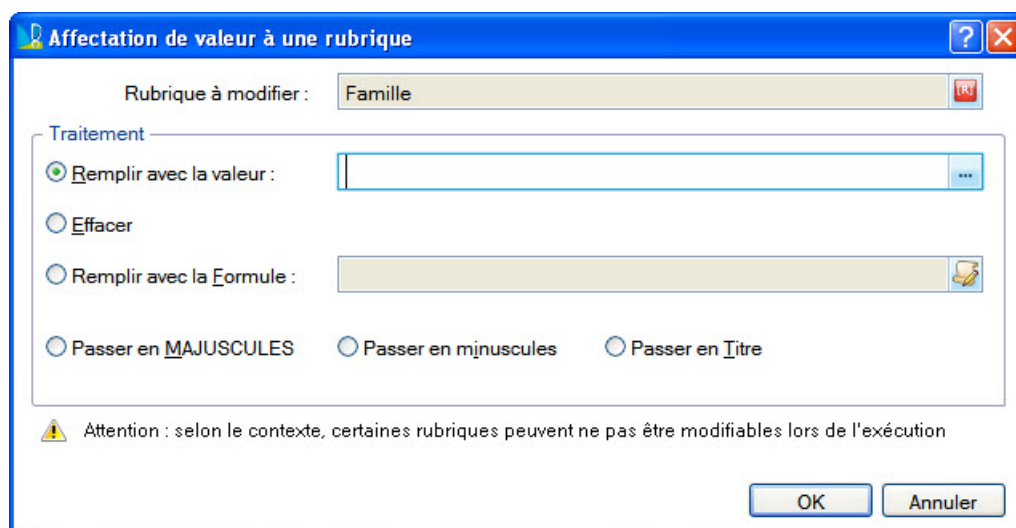 Affectation de valeur à une rubrique
Rubrique à modifier : Famille
Traitement
Remplir avec la valeur : ...
Effacer
Remplir avec la Formule :
Passer en MAJUSCULES Passer en minuscules Passer en Titre
Attention : selon le contexte, certaines rubriques peuvent ne pas être modifiables lors de l'exécution
OK Annuler